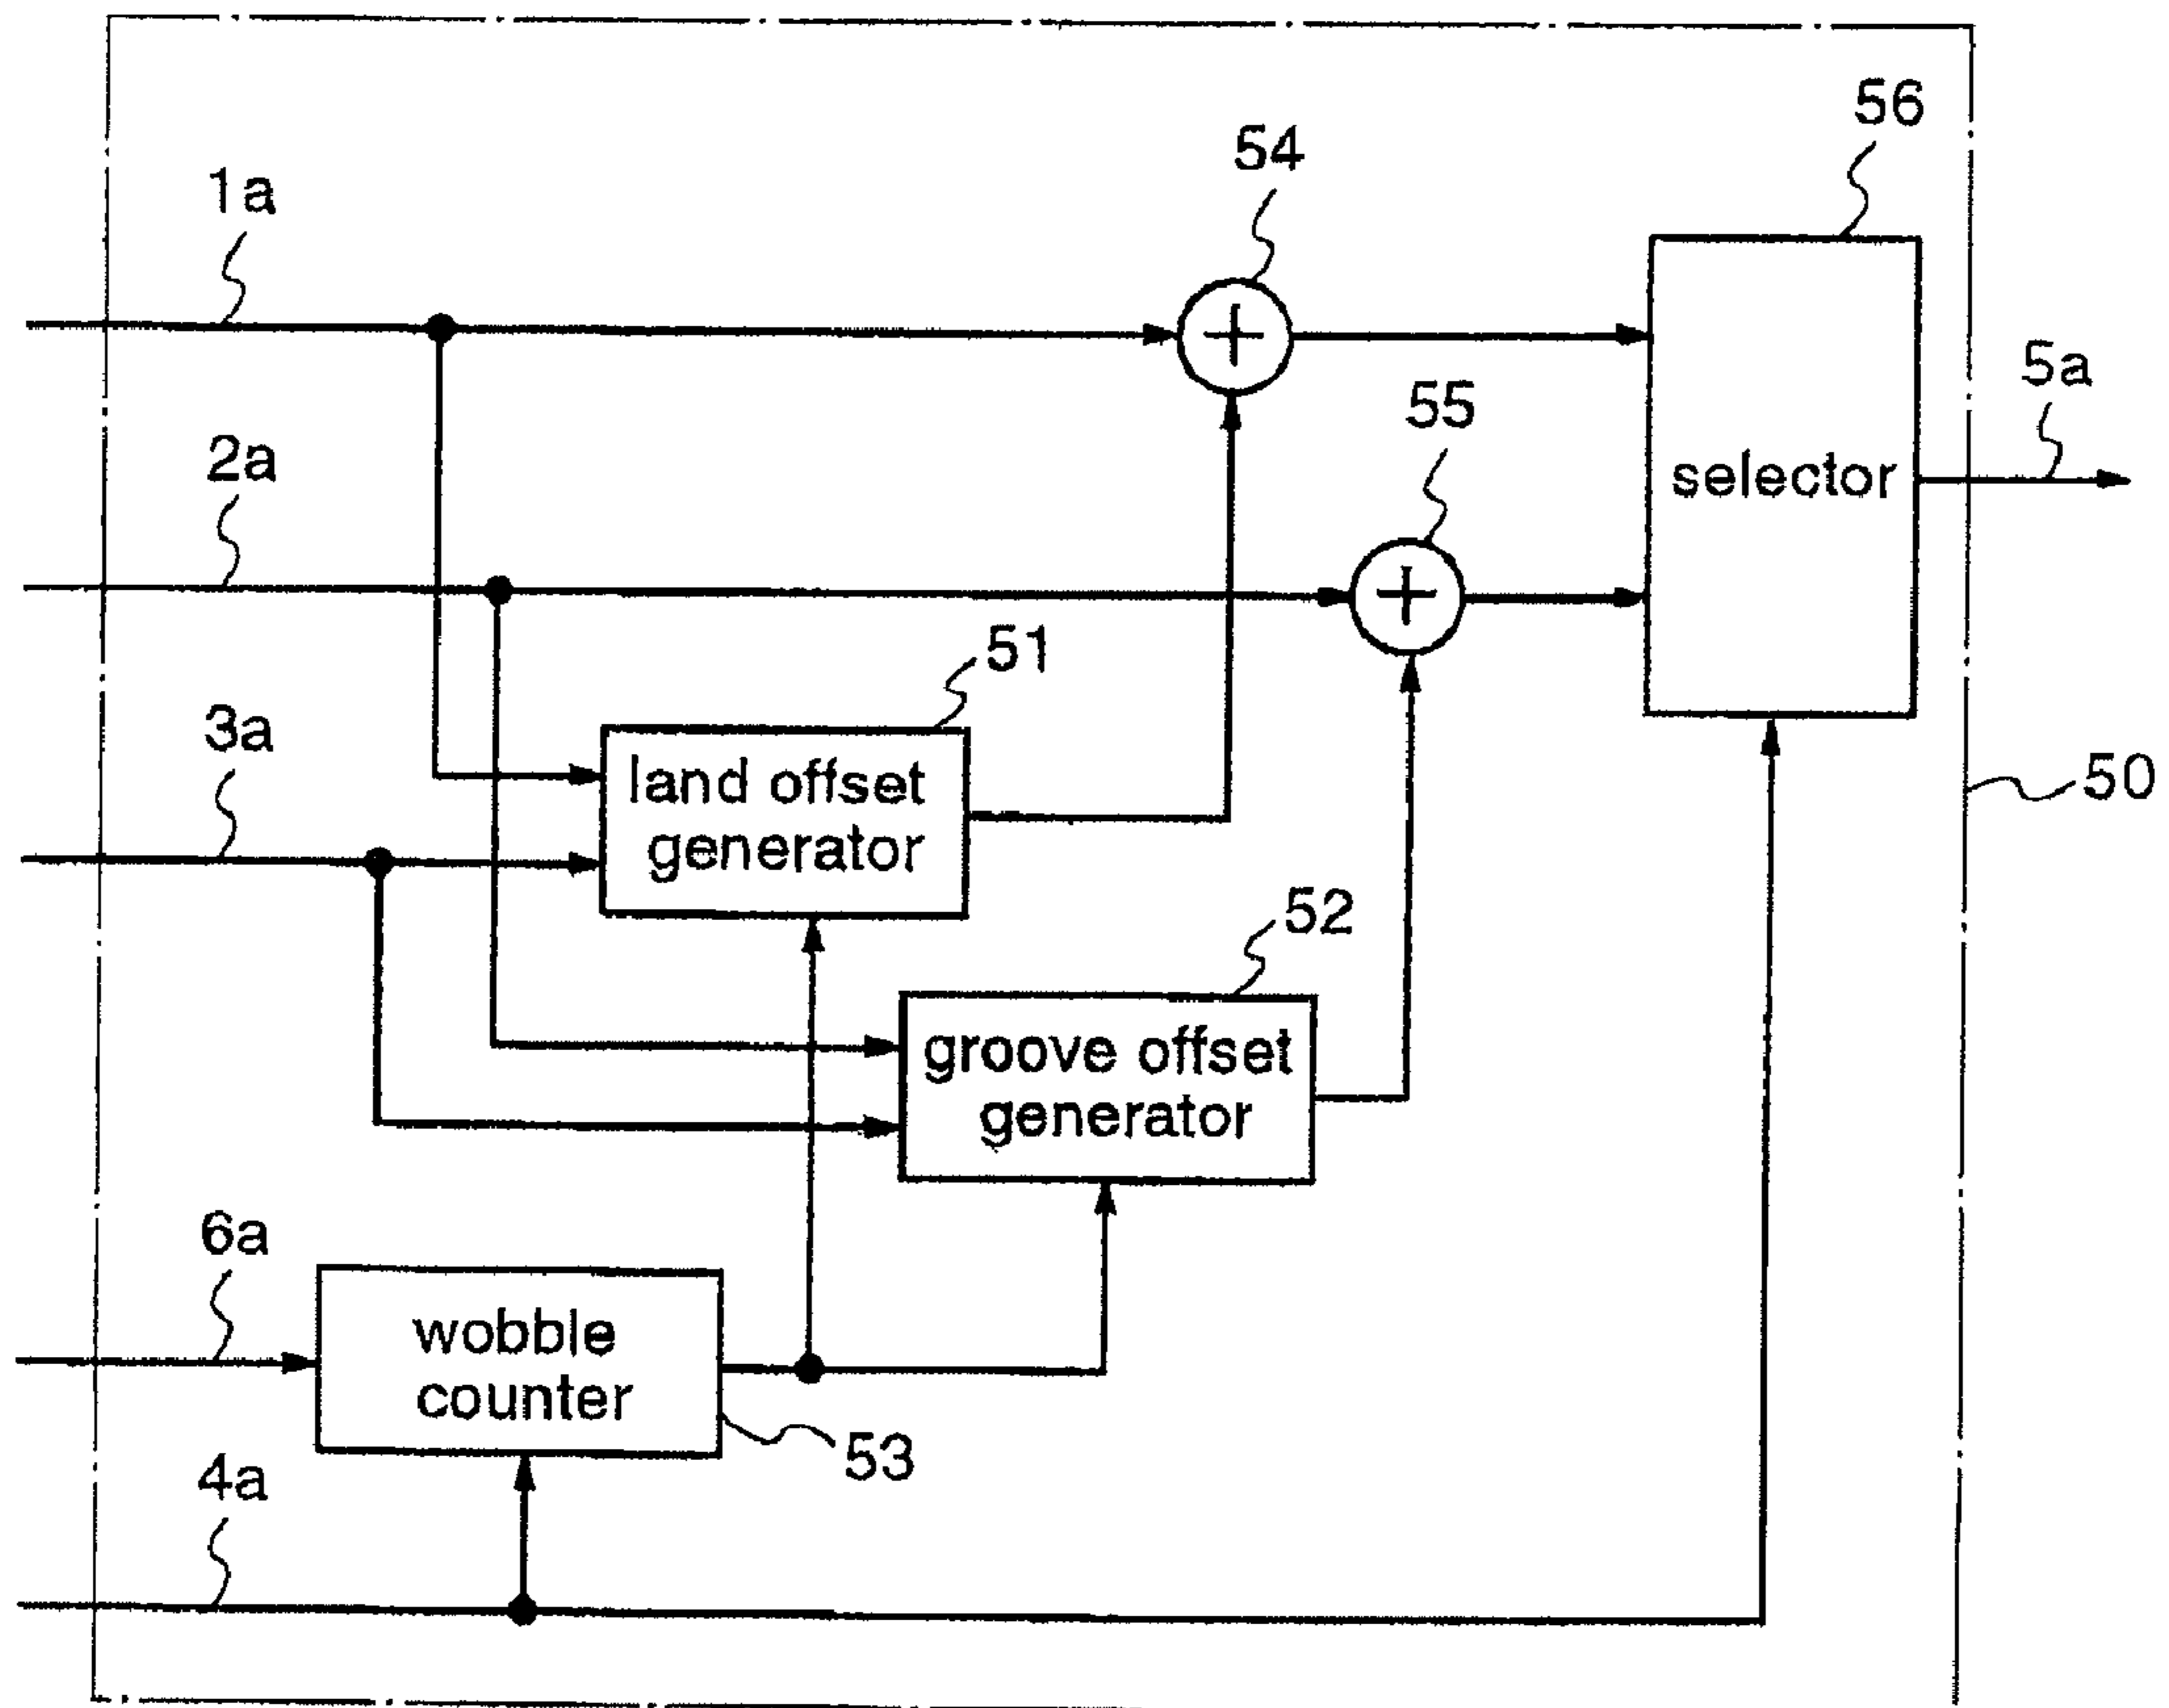 56
54
1a
5a
55
2a
selector
51
3a
land offset
generator
50
52
groove offset
generator
6a
wobble
counter
53
4a